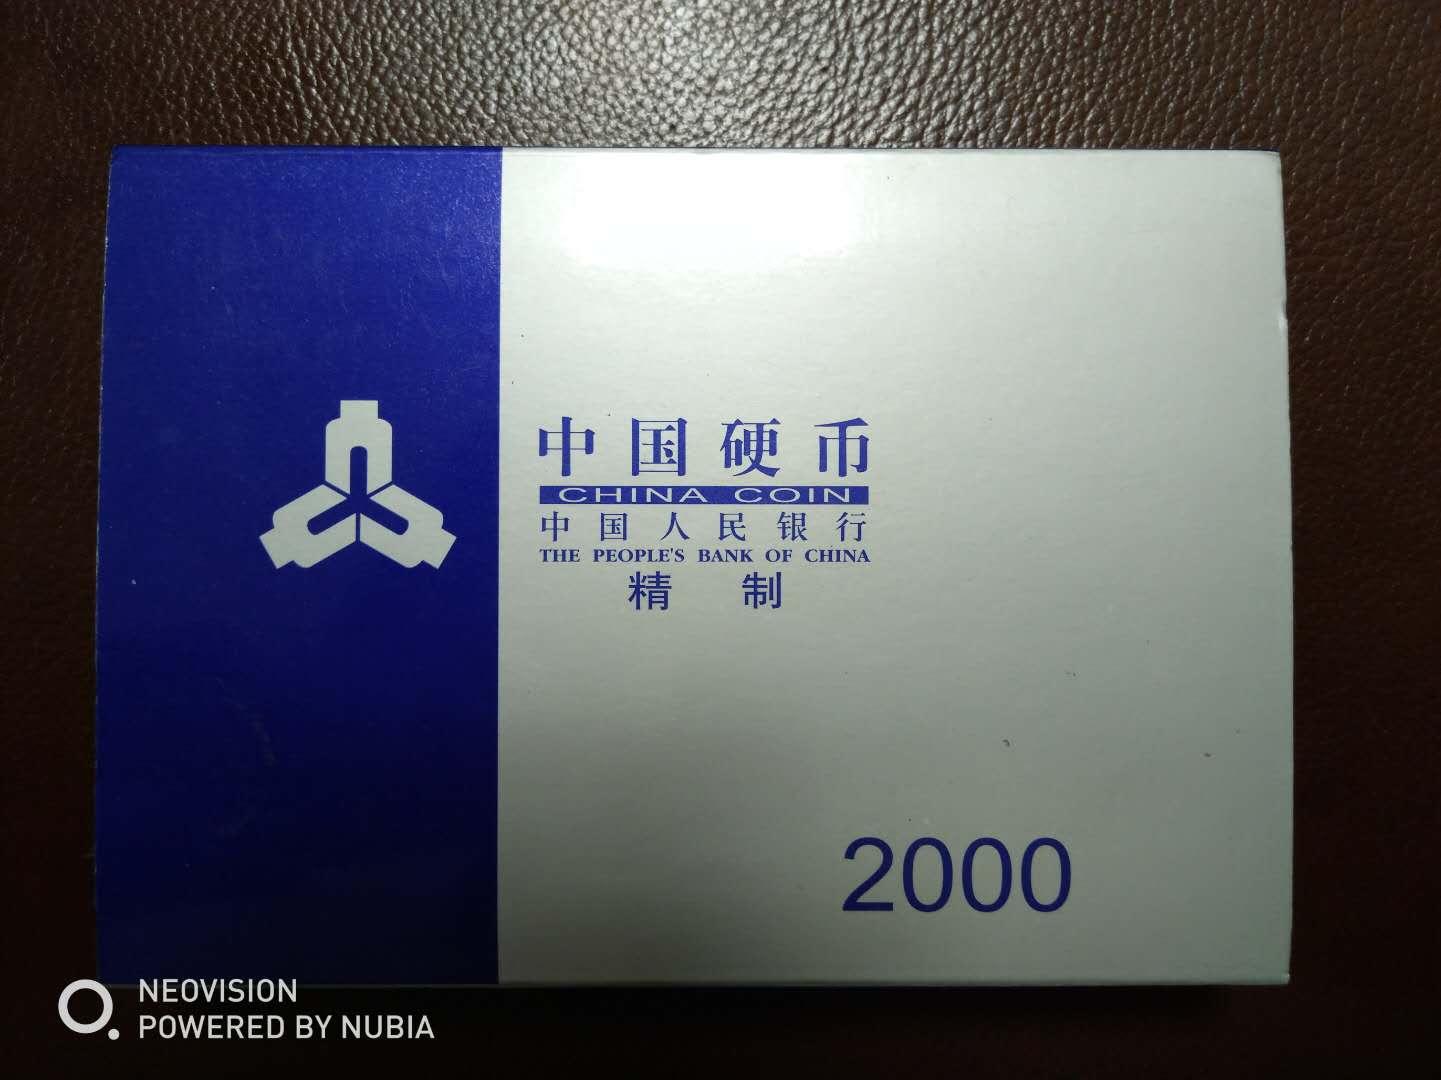 中国硬币
CHINA COIN
中国人民银行
THE PEOPLE'S BANK OF CHINA
精制
2000
NEOVISION
POWERED BY NUBIA